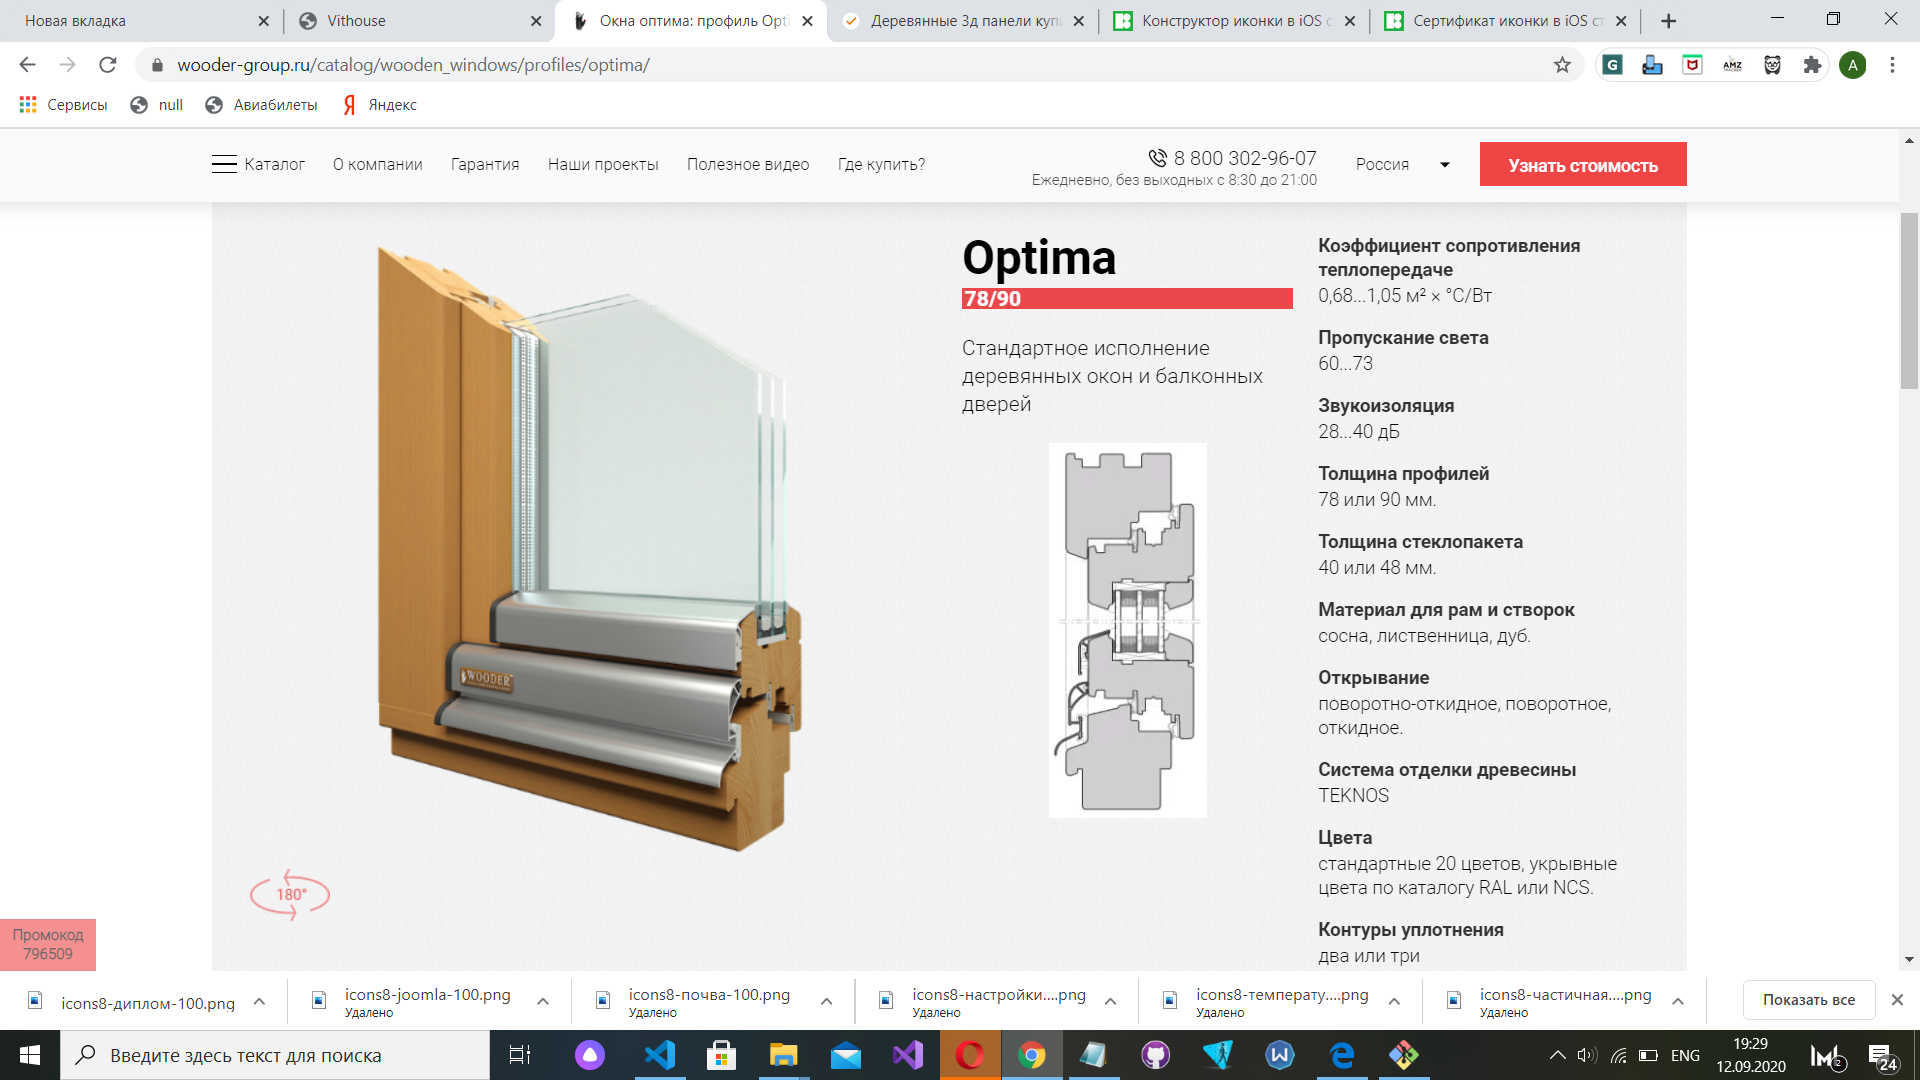 Новая вкладка
Vithouse
Окна оптима: профиль Opti
Деревянные 3д панели куп
Конструктор иконки в iOS с
Сертификат иконки в iOS ст
wooder-group.ru/catalog/wooden_windows/profiles/optima/
G
AMZ
A
Сервисы
null
Авиабилеты
Я Яндекс
Каталог
О компании
Гарантия
Наши проекты
Полезное видео
Где купить?
8 800 302-96-07
Ежедневно, без выходных с 8:30 до 21:00
Россия
Узнать стоимость
WOODER
180°
Optima
78/90
Стандартное исполнение
деревянных окон и балконных
дверей
Коэффициент сопротивления
теплопередаче
0,68...1,05 м² × °С/Вт
Пропускание света
60...73
Звукоизоляция
28...40 дБ
Толщина профилей
78 или 90 мм.
Толщина стеклопакета
40 или 48 мм.
Материал для рам и створок
сосна, лиственница, дуб.
Открывание
поворотно-откидное, поворотное,
откидное.
Система отделки древесины
TEKNOS
Цвета
стандартные 20 цветов, укрывные
цвета по каталогу RAL или NCS.
Контуры уплотнения
два или три
Промокод
796509
icons8-диплом-100.png
icons8-joomla-100.png
Удалено
icons8-почва-100.png
Удалено
icons8-настройки....png
Удалено
icons8-температу....png
Удалено
icons8-частичная....png
Удалено
Показать все
Введите здесь текст для поиска
ENG
19:29
12.09.2020
2
24